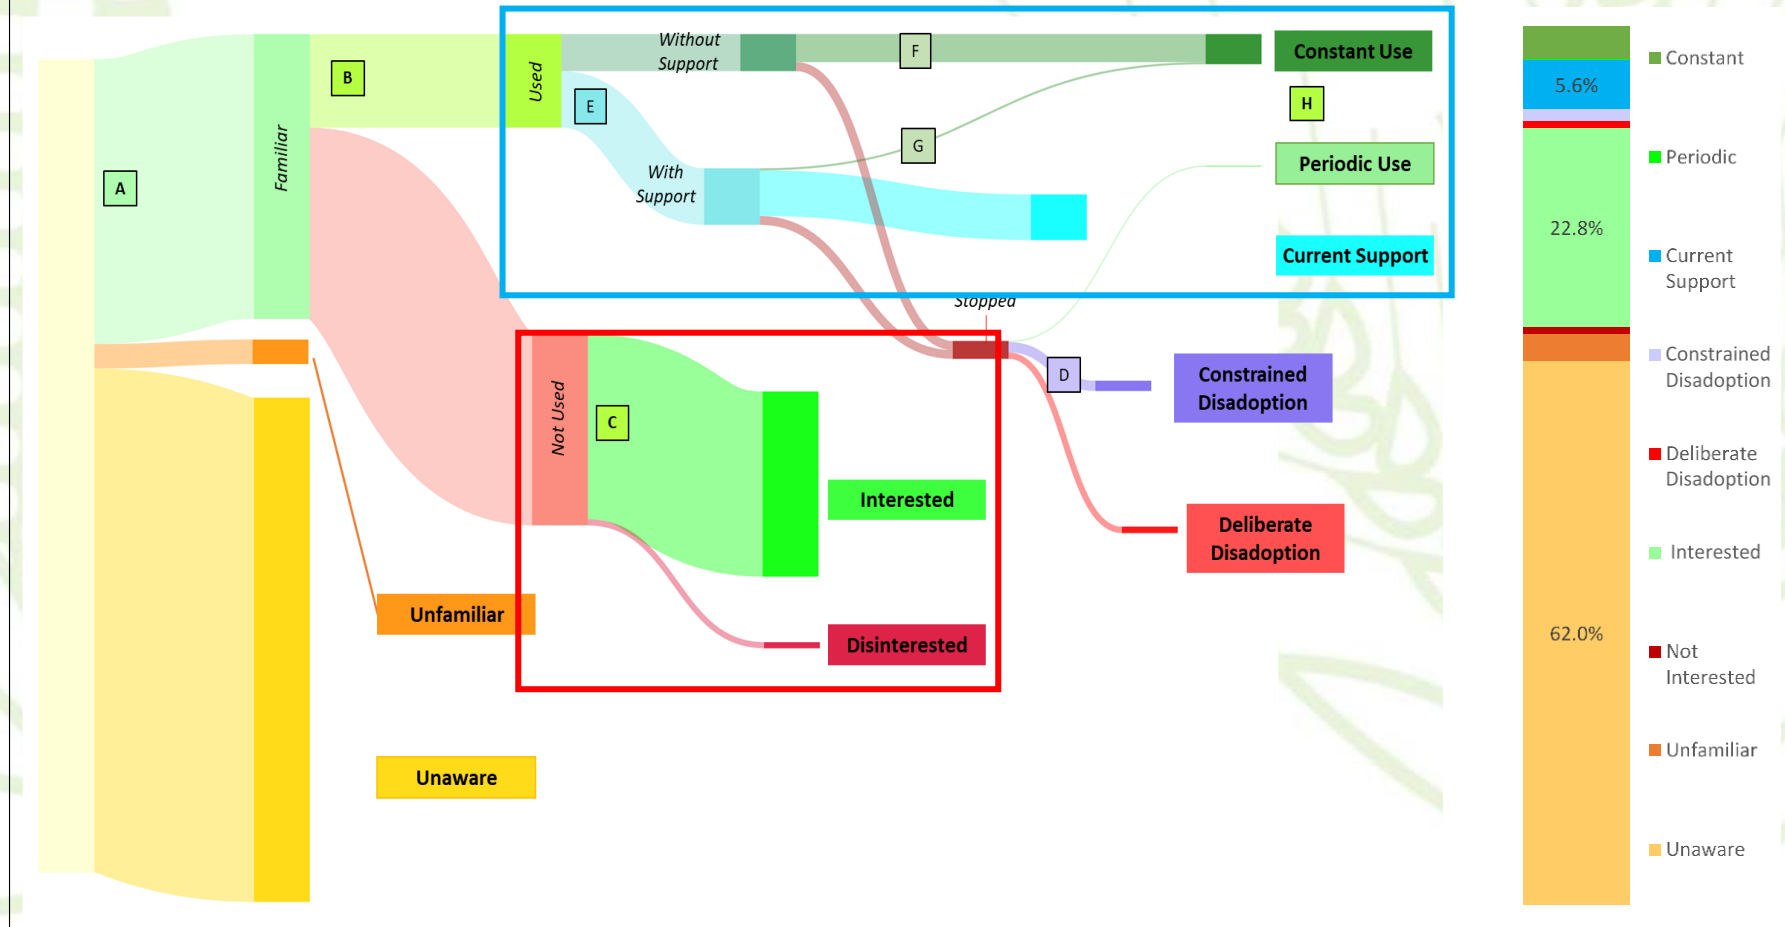 Without
Support
F
Constant Use
B
Used
E
H
G
Periodic Use
With
Support
A
Familiar
Current Support
Stopped
D
Constrained
Disadoption
Not Used
C
Interested
Deliberate
Disadoption
Unfamiliar
Disinterested
Unaware
5.6%
22.8%
62.0%
Constant
Periodic
Current
Support
Constrained
Disadoption
Deliberate
Disadoption
Interested
Not
Interested
Unfamiliar
Unaware